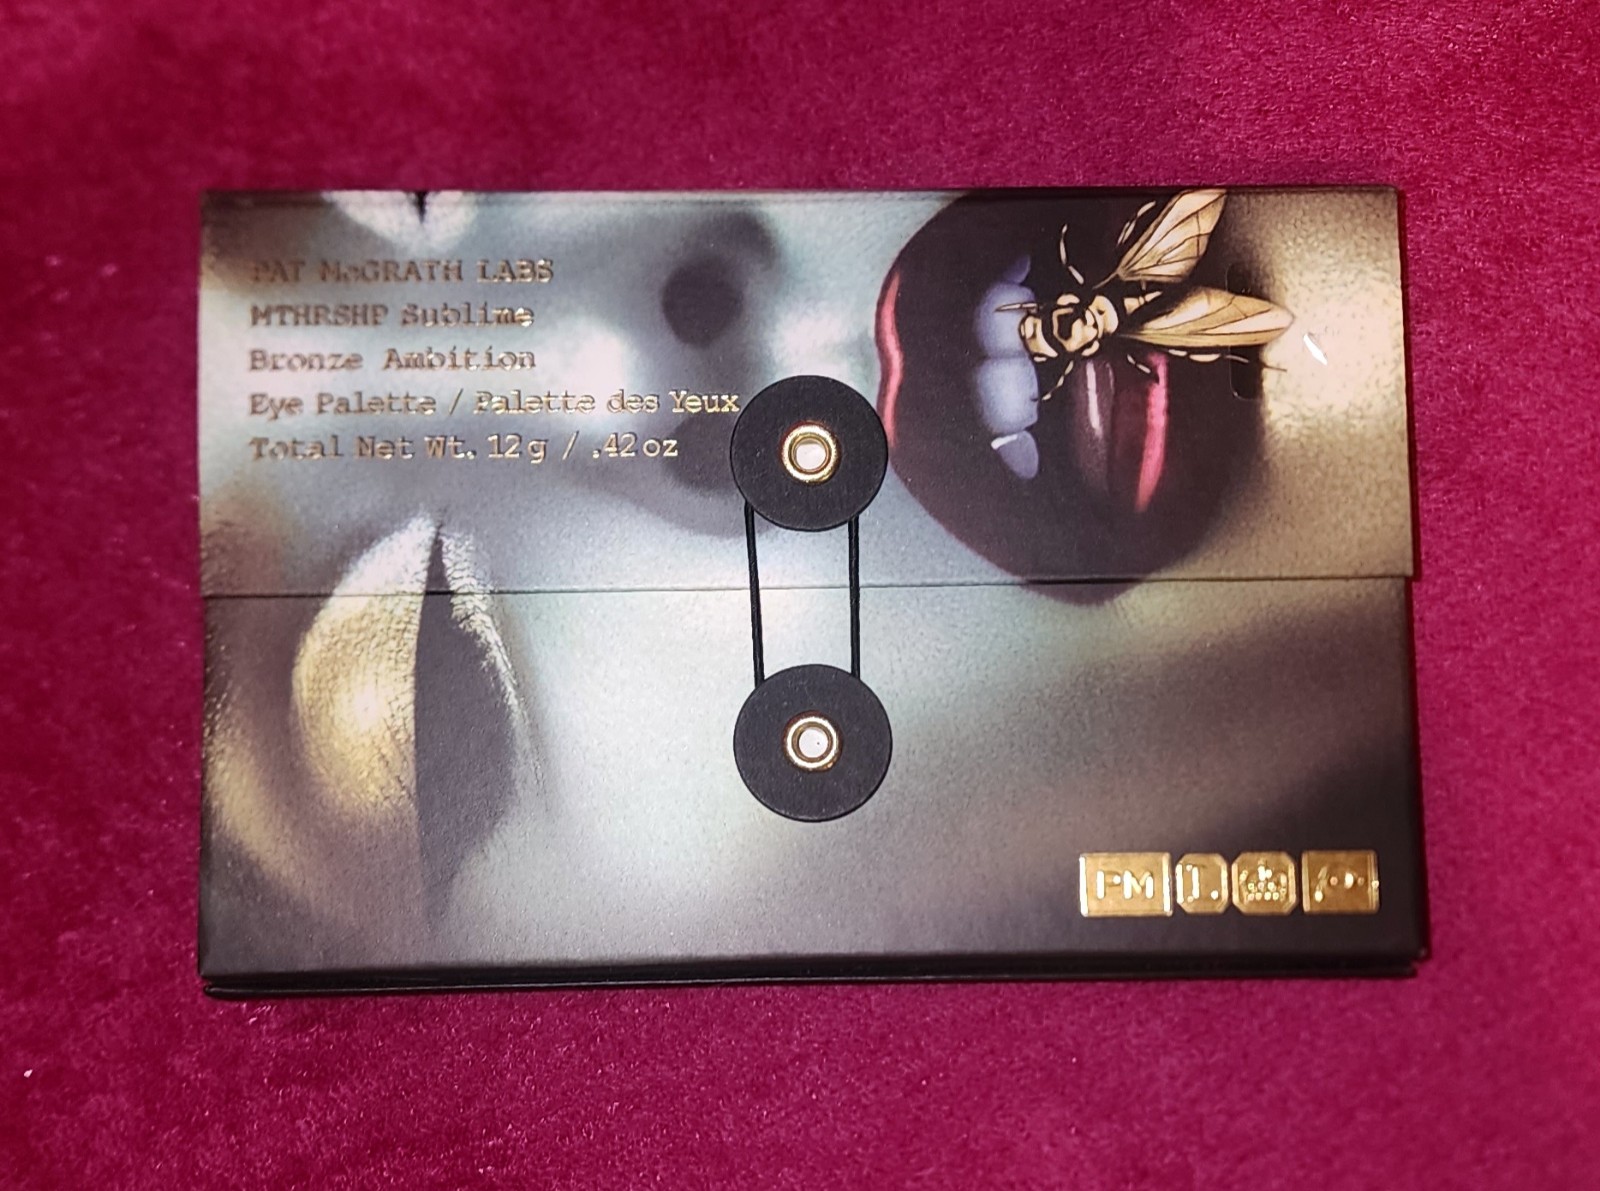 PAT McGRATH LABS
MTHRSHP Sublime
Bronze Ambition
Eye Palette / Palette des Yeux
Total Net Wt. 12 g / .42 oz
PM